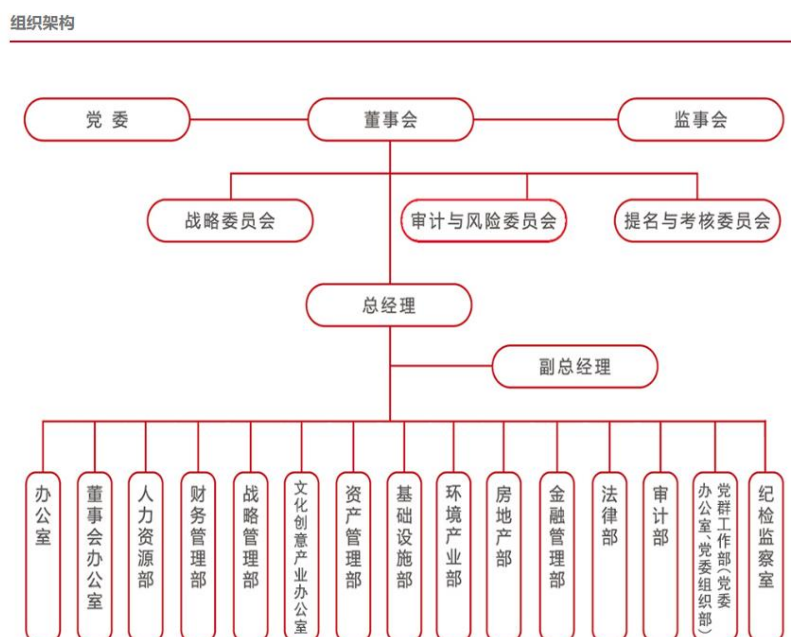 组织架构
党 委
董事会
监事会
战略委员会
审计与风险委员会
提名与考核委员会
总经理
副总经理
办公室
董事会办公室
人力资源部
财务管理部
战略管理部
文化创意产业办公室
资产管理部
基础设施部
环境产业部
房地产部
金融管理部
法律部
审计部
党群工作部(党委
办公室、党委组织部)
纪检监察室